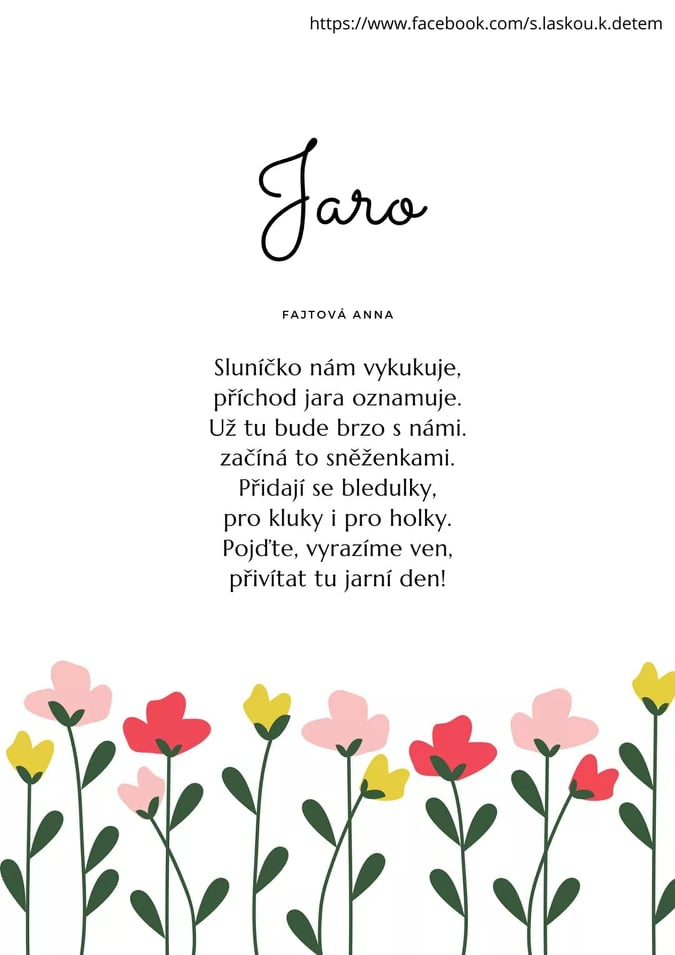 https://www.facebook.com/s.laskou.k.detem
Jaro
FAJTOVÁ ANNA
Sluníčko nám vykukuje,
příchod jara oznamuje.
Už tu bude brzo s námi.
začíná to sněženkami.
Přidají se bledulky,
pro kluky i pro holky.
Pojďte, vyrazíme ven,
přivítat tu jarní den!